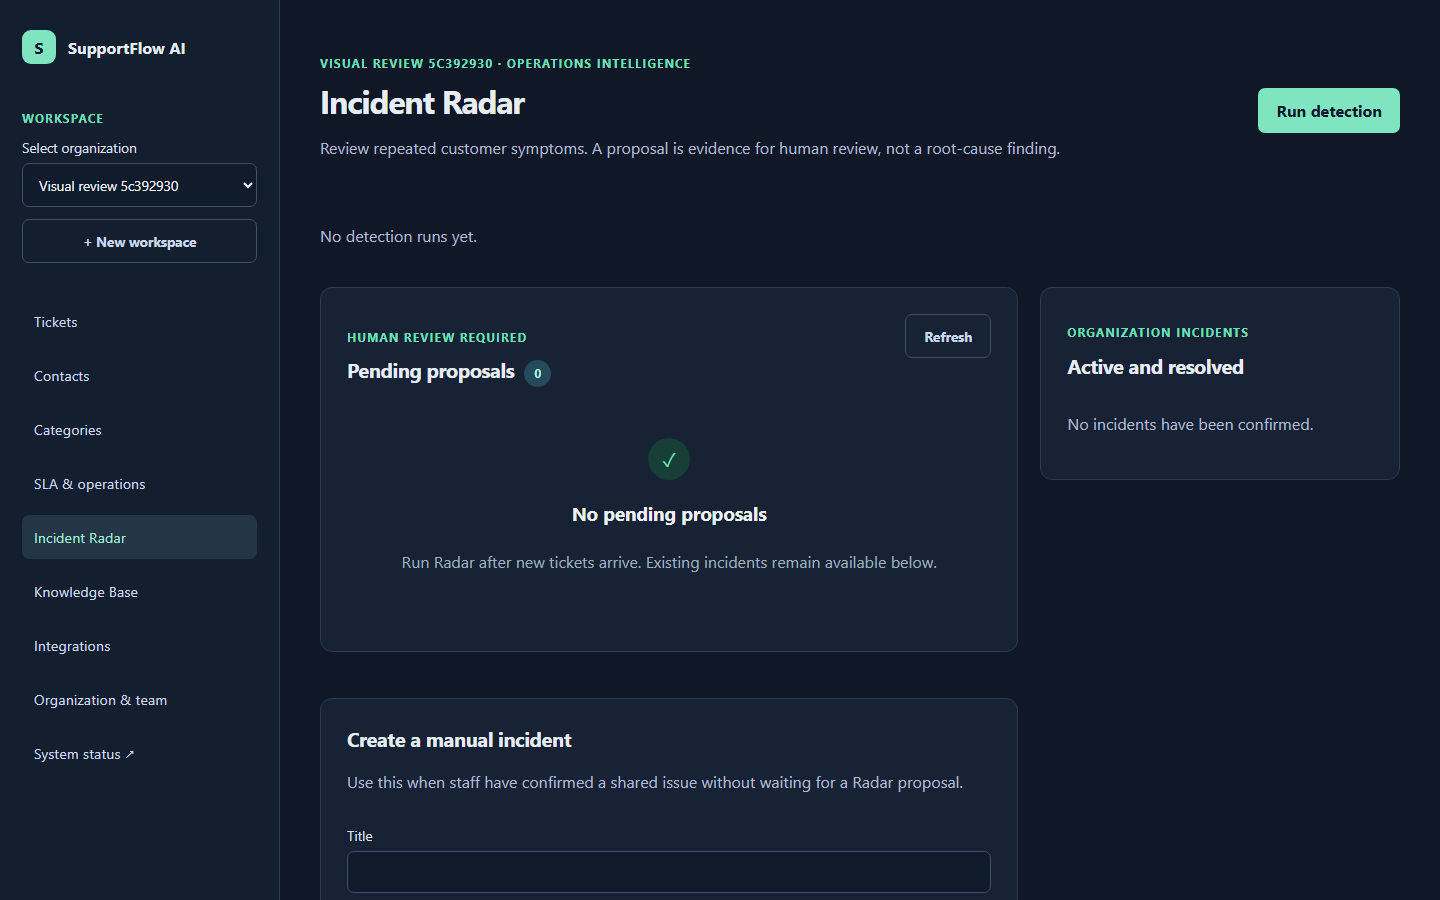 S
SupportFlow AI
WORKSPACE
Select organization
Visual review 5c392930
+ New workspace
Tickets
Contacts
Categories
SLA & operations
Incident Radar
Knowledge Base
Integrations
Organization & team
System status ↗
VISUAL REVIEW 5C392930 · OPERATIONS INTELLIGENCE
Incident Radar
Review repeated customer symptoms. A proposal is evidence for human review, not a root-cause finding.
Run detection
No detection runs yet.
HUMAN REVIEW REQUIRED
Pending proposals 0
Refresh
✓
No pending proposals
Run Radar after new tickets arrive. Existing incidents remain available below.
ORGANIZATION INCIDENTS
Active and resolved
No incidents have been confirmed.
Create a manual incident
Use this when staff have confirmed a shared issue without waiting for a Radar proposal.
Title